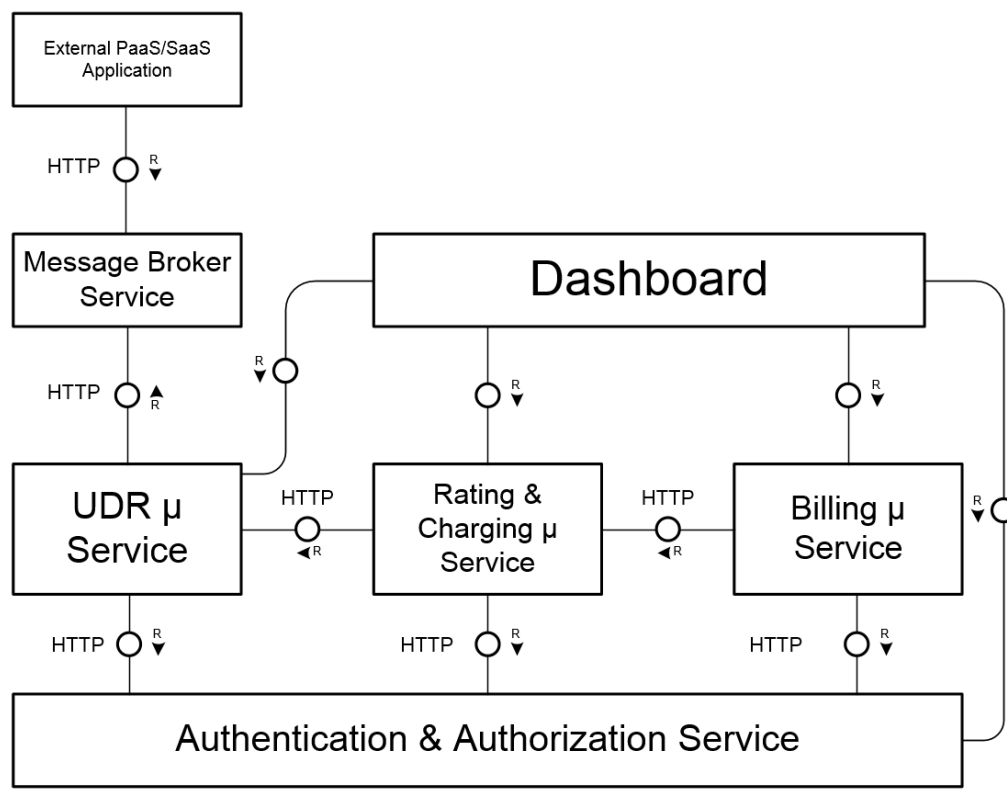 External PaaS/SaaS
Application
HTTP
R
Message Broker
Service
Dashboard
HTTP
R
R
R
R
UDR µ
Service
HTTP
R
Rating &
Charging µ
Service
HTTP
R
Billing µ
Service
R
HTTP
R
HTTP
R
HTTP
R
Authentication & Authorization Service